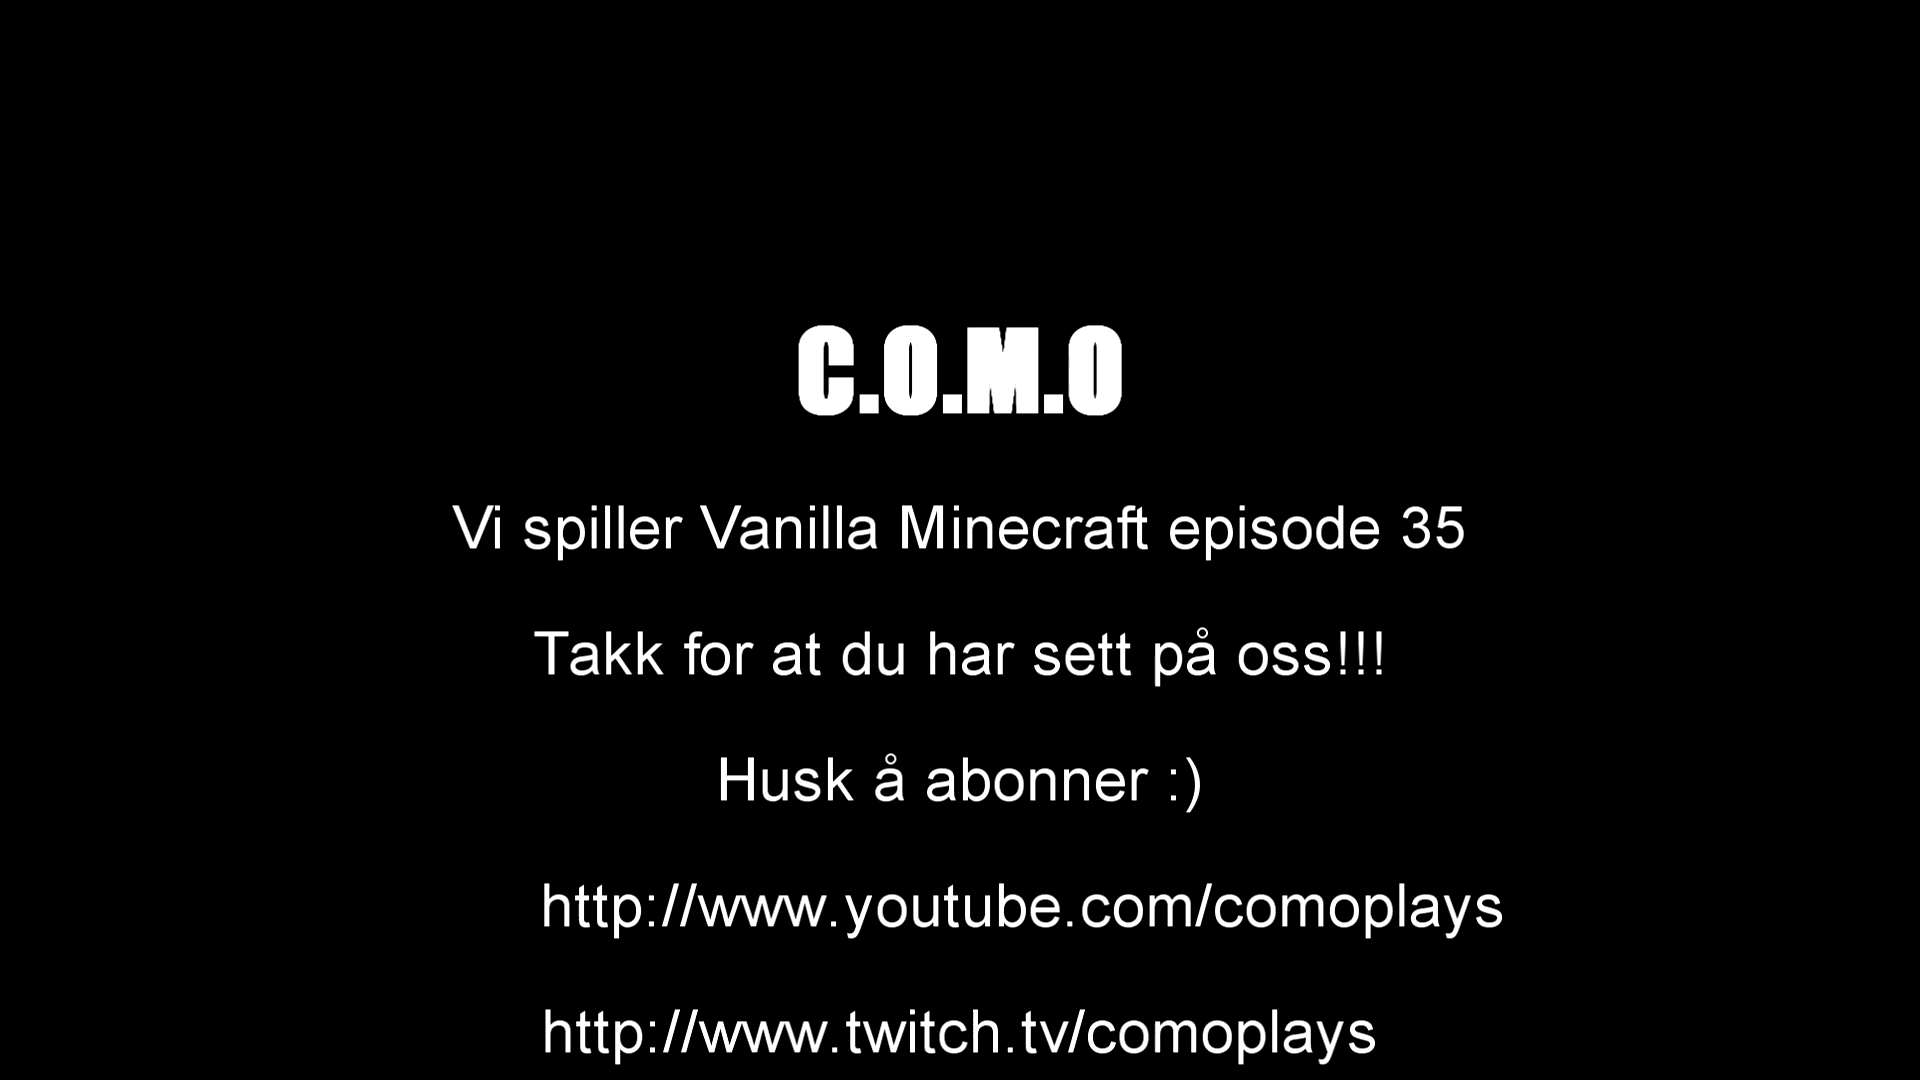 C.O.M.O
Vi spiller Vanilla Minecraft episode 35
Takk for at du har sett på oss!!!
Husk å abonner :)
http://www.youtube.com/comoplays
http://www.twitch.tv/comoplays